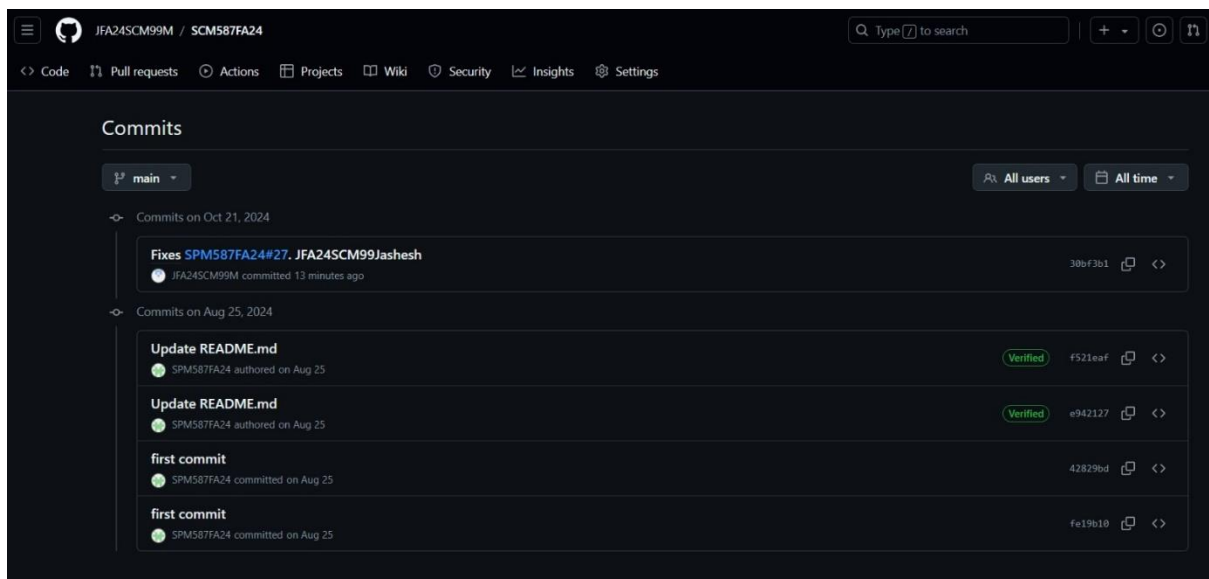 JFA24SCM99M / SCM587FA24
Type / to search
Code Pull requests Actions Projects Wiki Security Insights Settings
Commits
main
All users All time
Commits on Oct 21, 2024
Fixes SPM587FA24#27. JFA24SCM99Jashesh
JFA24SCM99M committed 13 minutes ago
30bf3b1
Commits on Aug 25, 2024
Update README.md
SPM587FA24 authored on Aug 25
Verified f521eaf
Update README.md
SPM587FA24 authored on Aug 25
Verified e942127
first commit
SPM587FA24 committed on Aug 25
42829bd
first commit
SPM587FA24 committed on Aug 25
fe19b10